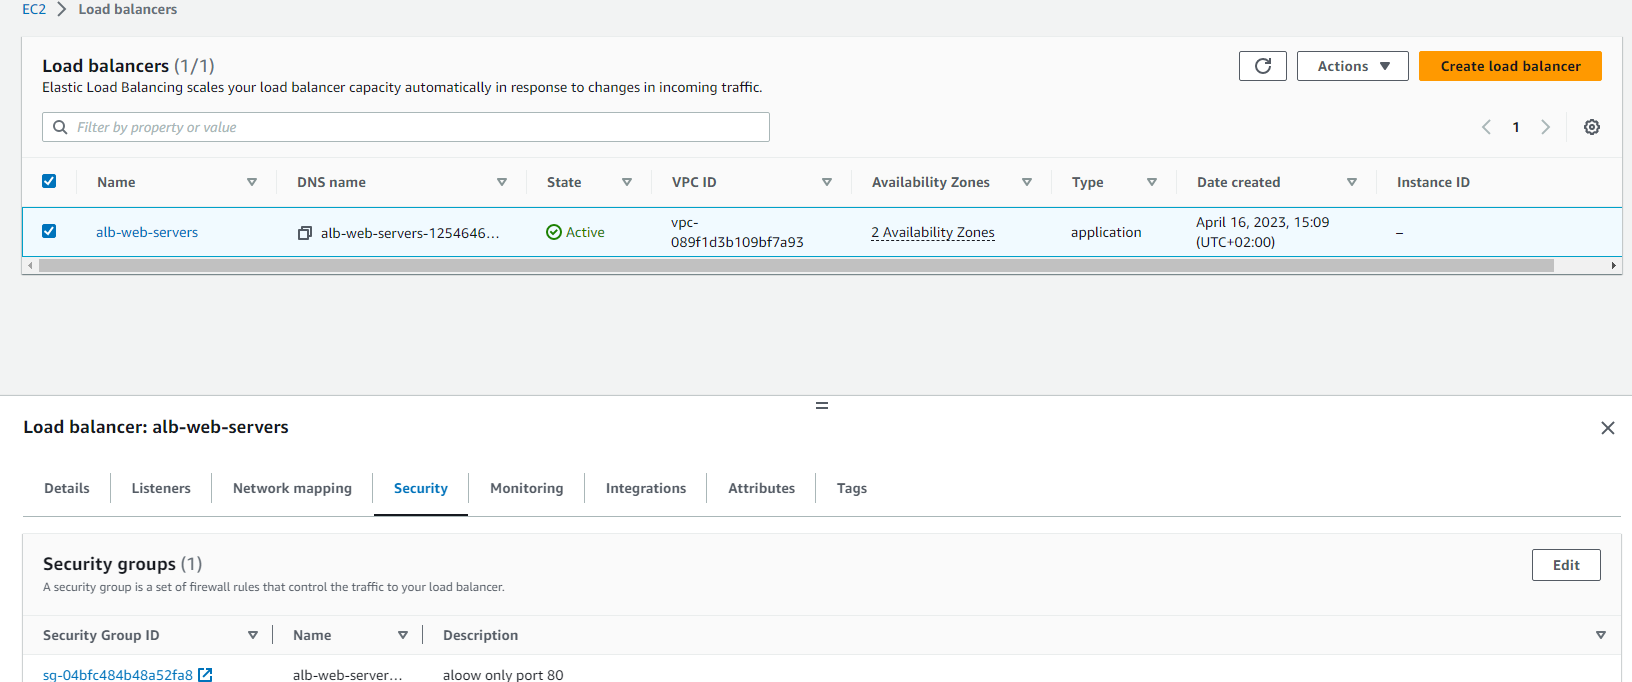 EC2 > Load balancers
Load balancers (1/1)
Elastic Load Balancing scales your load balancer capacity automatically in response to changes in incoming traffic.
Actions
Create load balancer
Filter by property or value
1
Name DNS name State VPC ID Availability Zones Type Date created Instance ID
alb-web-servers alb-web-servers-1254646... Active vpc-089f1d3b109bf7a93 2 Availability Zones application April 16, 2023, 15:09 (UTC+02:00) –
Load balancer: alb-web-servers
Details Listeners Network mapping Security Monitoring Integrations Attributes Tags
Security groups (1)
Edit
A security group is a set of firewall rules that control the traffic to your load balancer.
Security Group ID Name Description
sg-04bfc484b48a52fa8 alb-web-server... aloow only port 80